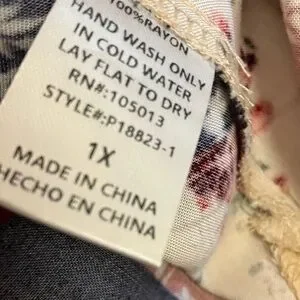 100%RAYON
HAND WASH ONLY
IN COLD WATER
LAY FLAT TO DRY
RN#:105013
STYLE#:P18823-1
1X
MADE IN CHINA
HECHO EN CHINA